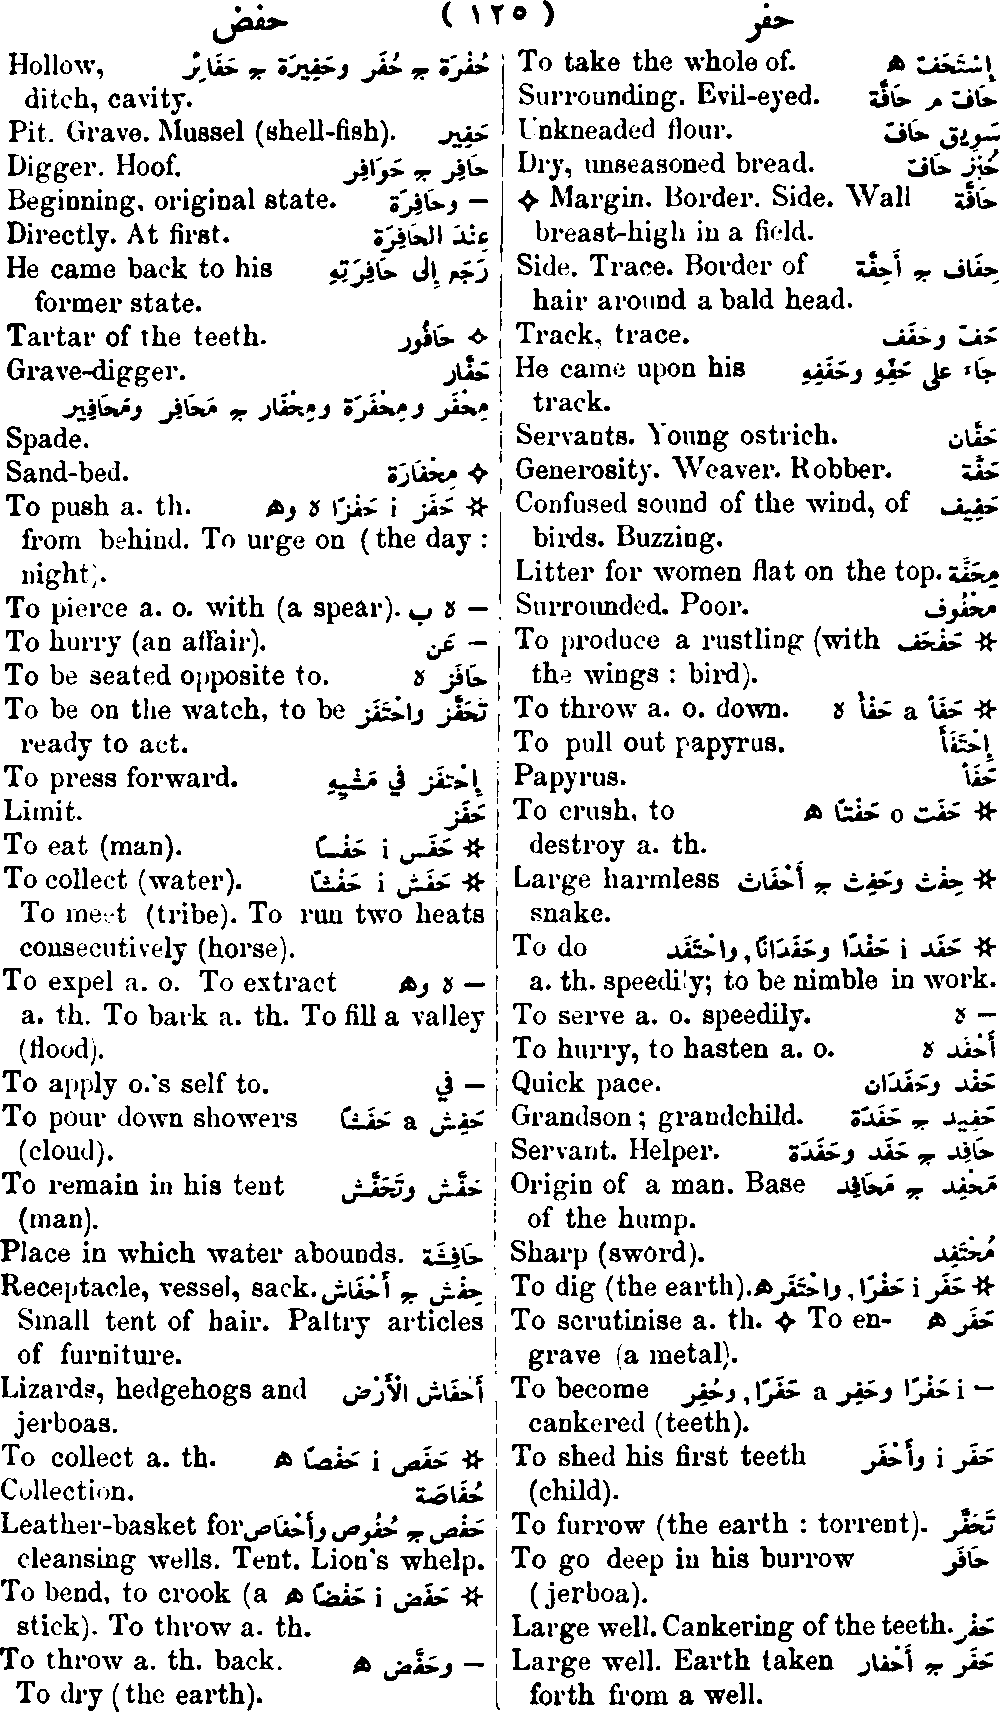 حفر ( ١٢٥ ) حفض
To take the whole of. إِسْتَحَفّ ه
Surrounding. Evil-eyed. حَافّ م حَافَّة
Unkneaded flour. سَوِيق حَافّ
Dry, unseasoned bread. خُبْز حَافّ
✧ Margin. Border. Side. Wall حَافَّة
breast-high in a field.
Side. Trace. Border of حِفَاف ج أَحِفَّة
hair around a bald head.
Track, trace. حَفّ وحَفَف
He came upon his جَاء على حَفِّهِ وحَفَفِهِ
track.
Servants. Young ostrich. حَفَّان
Generosity. Weaver. Robber. حَفَّة
Confused sound of the wind, of حَفِيف
birds. Buzzing.
Litter for women flat on the top. مِحَفَّة
Surrounded. Poor. مَحْفُوف
To produce a rustling (with حَفْحَف ✲
the wings : bird).
To throw a. o. down. ✲ حَفَأ a حَفْأً ه
To pull out papyrus. إِحْتَفَأَ
Papyrus. حَفَأ
To crush, to ✲ حَفَت o حَفْتًا ه
destroy a. th.
Large harmless ✲ حِفْث وحَفِث ج أَحْفَاث
snake.
To do ✲ حَفَد i حَفْدًا وحَفَدَانًا, واحْتَفَد
a. th. speedily; to be nimble in work.
To serve a. o. speedily. — ه
To hurry, to hasten a. o. أَحْفَد ه
Quick pace. حَفْد وحَفَدَان
Grandson ; grandchild. حَفِيد ج حَفَدَة
Servant. Helper. حَافِد ج حَفَد وحَفَدَة
Origin of a man. Base مَحْفِد ج مَحَافِد
of the hump.
Sharp (sword). مُحْتَفِد
To dig (the earth). ✲ حَفَر i حَفْرًا, واحْتَفَر ه
To scrutinise a. th. ✧ To en- حَفَر ه
grave (a metal).
To become — i حَفْرًا وحَفِر a حَفَرًا, وحُفِر
cankered (teeth).
To shed his first teeth حَفَر i وأَحْفَر
(child).
To furrow (the earth : torrent). تَحَفَّر
To go deep in his burrow حَافَر
(jerboa).
Large well. Cankering of the teeth. حَفْر
Large well. Earth taken حَفَر ج أَحْفَار
forth from a well.
Hollow, حُفْرَة ج حُفَر وحَفِيرَة ج حَفَائِر
ditch, cavity.
Pit. Grave. Mussel (shell-fish). حَفِير
Digger. Hoof. حَافِر ج حَوَافِر
Beginning, original state. — وحَافِرَة
Directly. At first. عِنْدَ الحَافِرَة
He came back to his رَجَع إلى حَافِرَتِهِ
former state.
Tartar of the teeth. ✧ حَافُور
Grave-digger. حَفَّار
مِحْفَر ومِحْفَرَة ومِحْفَار ج مَحَافِر ومَحَافِير
Spade.
Sand-bed. ✧ مِحْفَارَة
To push a. th. ✲ حَفَز i حَفْزًا ه وه
from behind. To urge on (the day :
night).
To pierce a. o. with (a spear). — ه ب
To hurry (an affair). — عَن
To be seated opposite to. حَافَز ه
To be on the watch, to be تَحَفَّز واحْتَفَز
ready to act.
To press forward. إِحْتَفَز في مَشْيِهِ
Limit. حَفَز
To eat (man). ✲ حَفَس i حَفْسًا
To collect (water). ✲ حَفَش i حَفْشًا
To meet (tribe). To run two heats
consecutively (horse).
To expel a. o. To extract — ه وه
a. th. To bark a. th. To fill a valley
(flood).
To apply o.'s self to. — في
To pour down showers حَفِش a حَفَشًا
(cloud).
To remain in his tent حَفَّش وتَحَفَّش
(man).
Place in which water abounds. حَافِشَة
Receptacle, vessel, sack. حِفْش ج أَحْفَاش
Small tent of hair. Paltry articles
of furniture.
Lizards, hedgehogs and أَحْفَاش الأَرْض
jerboas.
To collect a. th. ✲ حَفَص i حَفْصًا ه
Collection. حُفَاصَة
Leather-basket for حَفْص ج حُفُوص وأَحْفَاص
cleansing wells. Tent. Lion's whelp.
To bend, to crook (a ✲ حَفَض i حَفْضًا ه
stick). To throw a. th.
To throw a. th. back. — وحَفَّض ه
To dry (the earth).